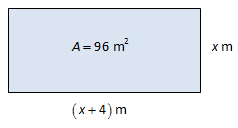 A = 96 m²
x m
(x + 4) m